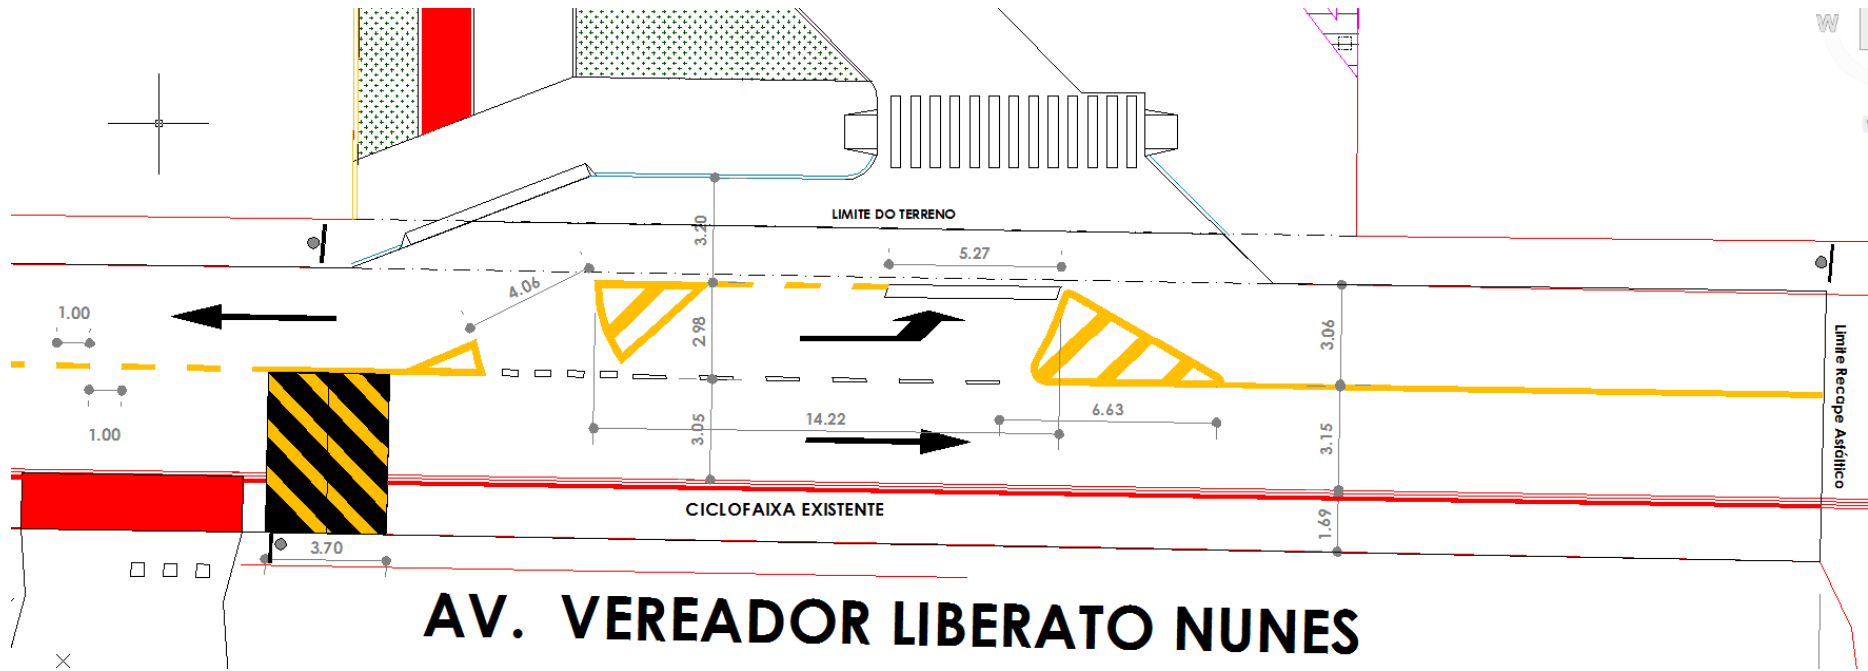 W
LIMITE DO TERRENO
3.20
5.27
4.06
1.00
2.98
3.06
Limite Recape Asfáltico
14.22
6.63
3.05
3.15
1.00
CICLOFAIXA EXISTENTE
1.69
3.70
AV. VEREADOR LIBERATO NUNES